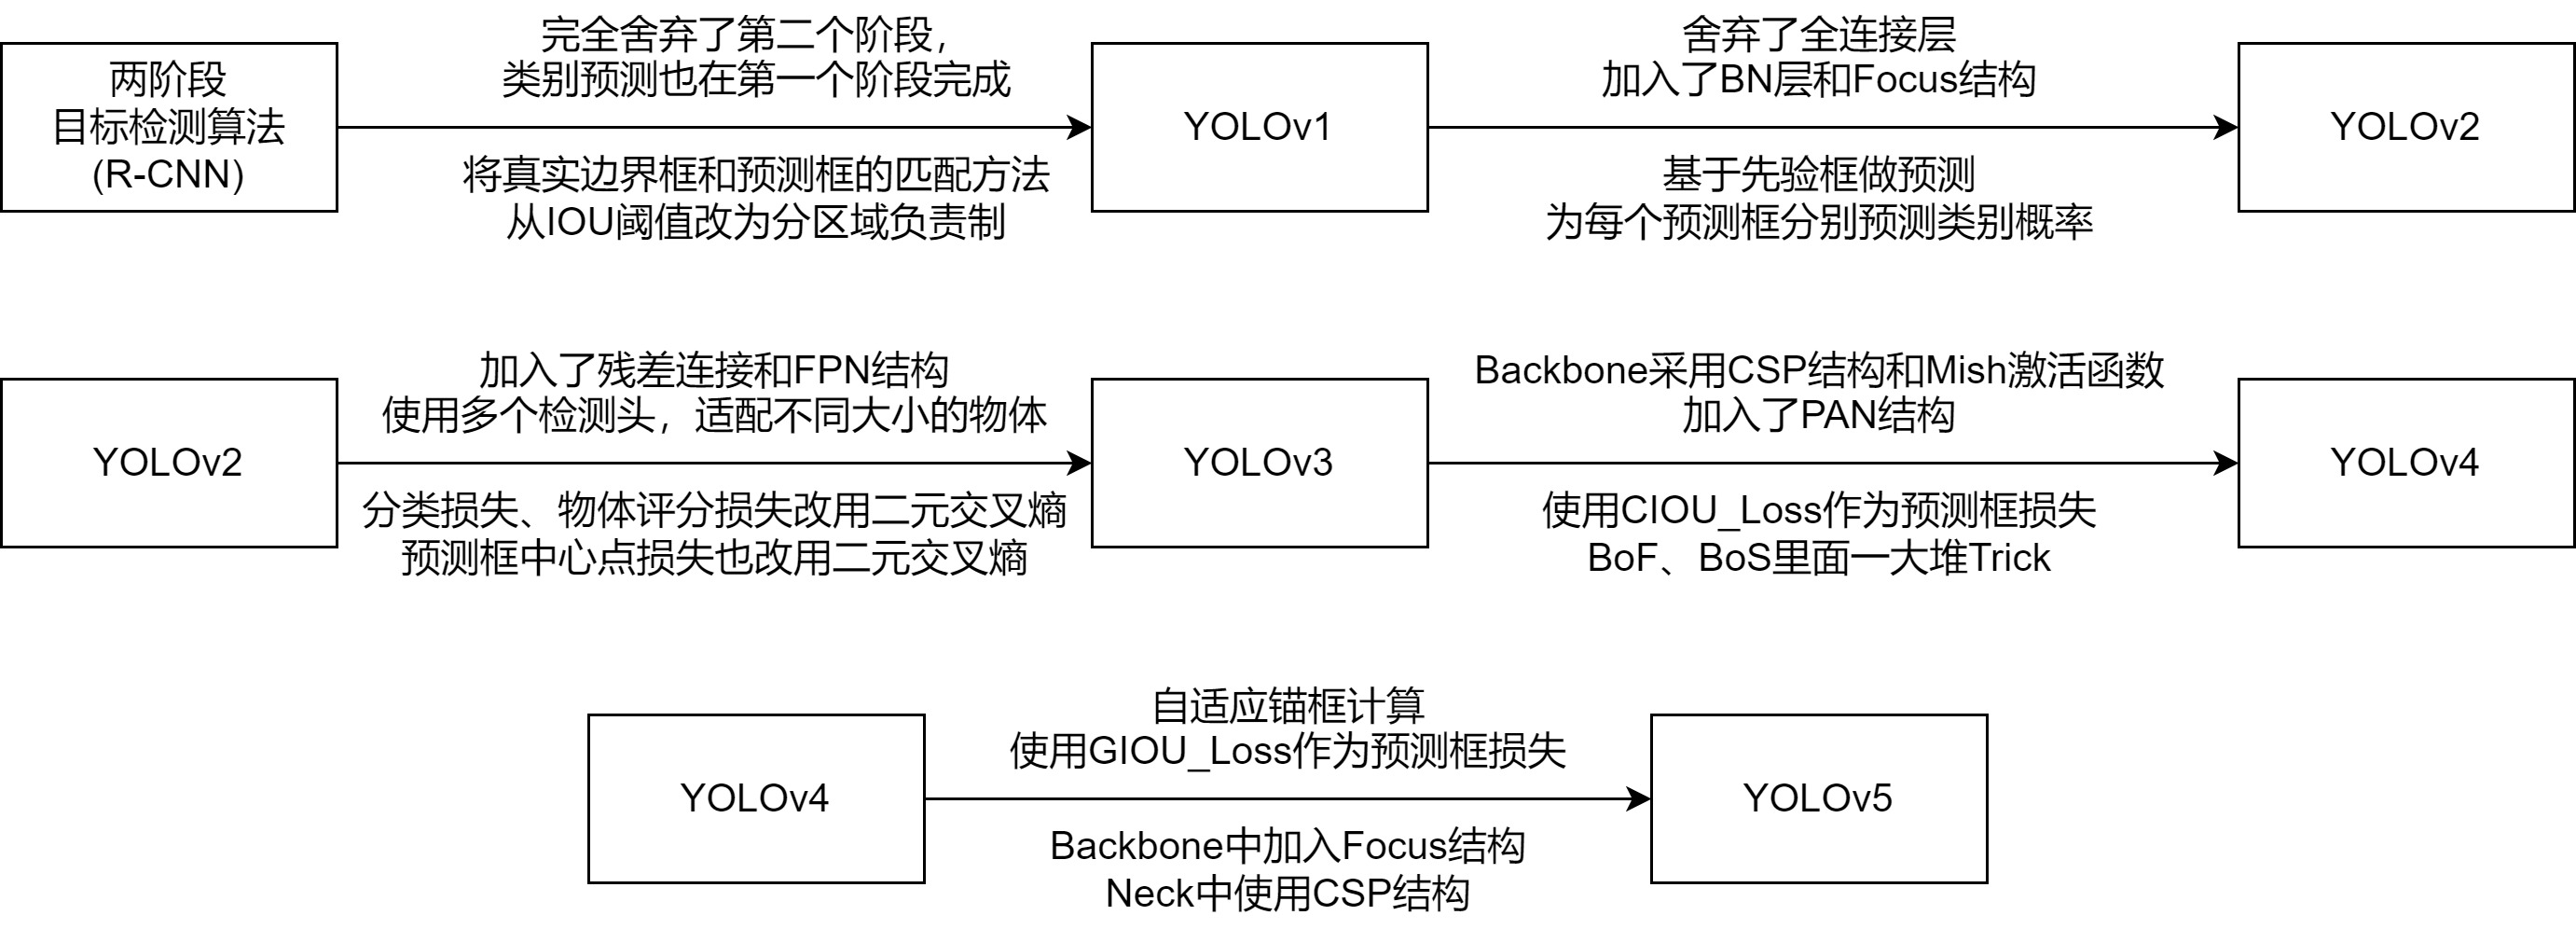 两阶段
目标检测算法
(R-CNN)
完全舍弃了第二个阶段，
类别预测也在第一个阶段完成
将真实边界框和预测框的匹配方法
从IOU阈值改为分区域负责制
YOLOv1
舍弃了全连接层
加入了BN层和Focus结构
基于先验框做预测
为每个预测框分别预测类别概率
YOLOv2
YOLOv2
加入了残差连接和FPN结构
使用多个检测头，适配不同大小的物体
分类损失、物体评分损失改用二元交叉熵
预测框中心点损失也改用二元交叉熵
YOLOv3
Backbone采用CSP结构和Mish激活函数
加入了PAN结构
使用CIOU_Loss作为预测框损失
BoF、BoS里面一大堆Trick
YOLOv4
YOLOv4
自适应锚框计算
使用GIOU_Loss作为预测框损失
Backbone中加入Focus结构
Neck中使用CSP结构
YOLOv5